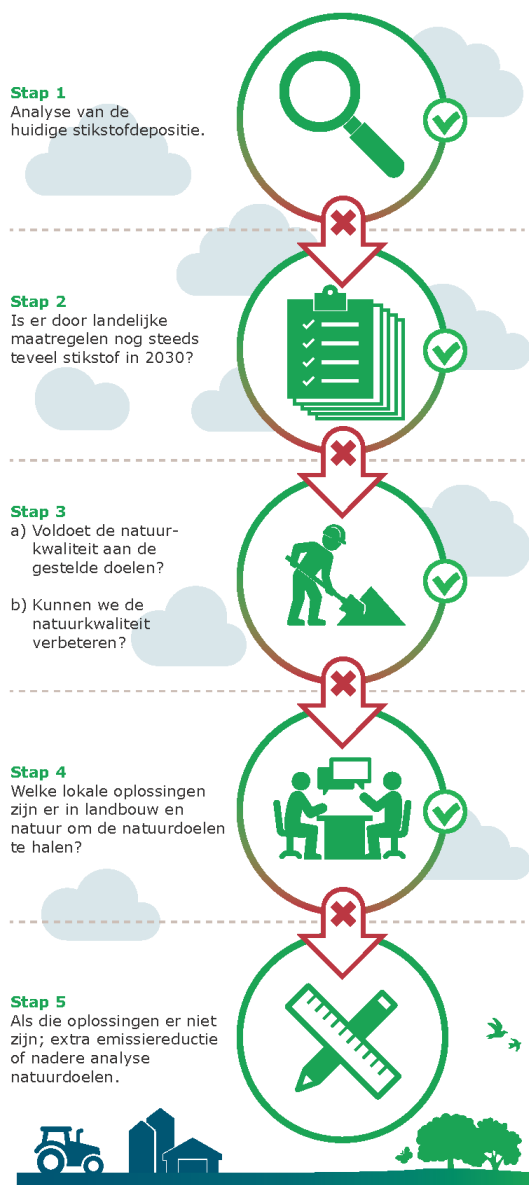 Stap 1
Analyse van de
huidige stikstofdepositie.
Stap 2
Is er door landelijke
maatregelen nog steeds
teveel stikstof in 2030?
Stap 3
a) Voldoet de natuur-
kwaliteit aan de
gestelde doelen?
b) Kunnen we de
natuurkwaliteit
verbeteren?
Stap 4
Welke lokale oplossingen
zijn er in landbouw en
natuur om de natuurdoelen
te halen?
Stap 5
Als die oplossingen er niet
zijn; extra emissiereductie
of nadere analyse
natuurdoelen.